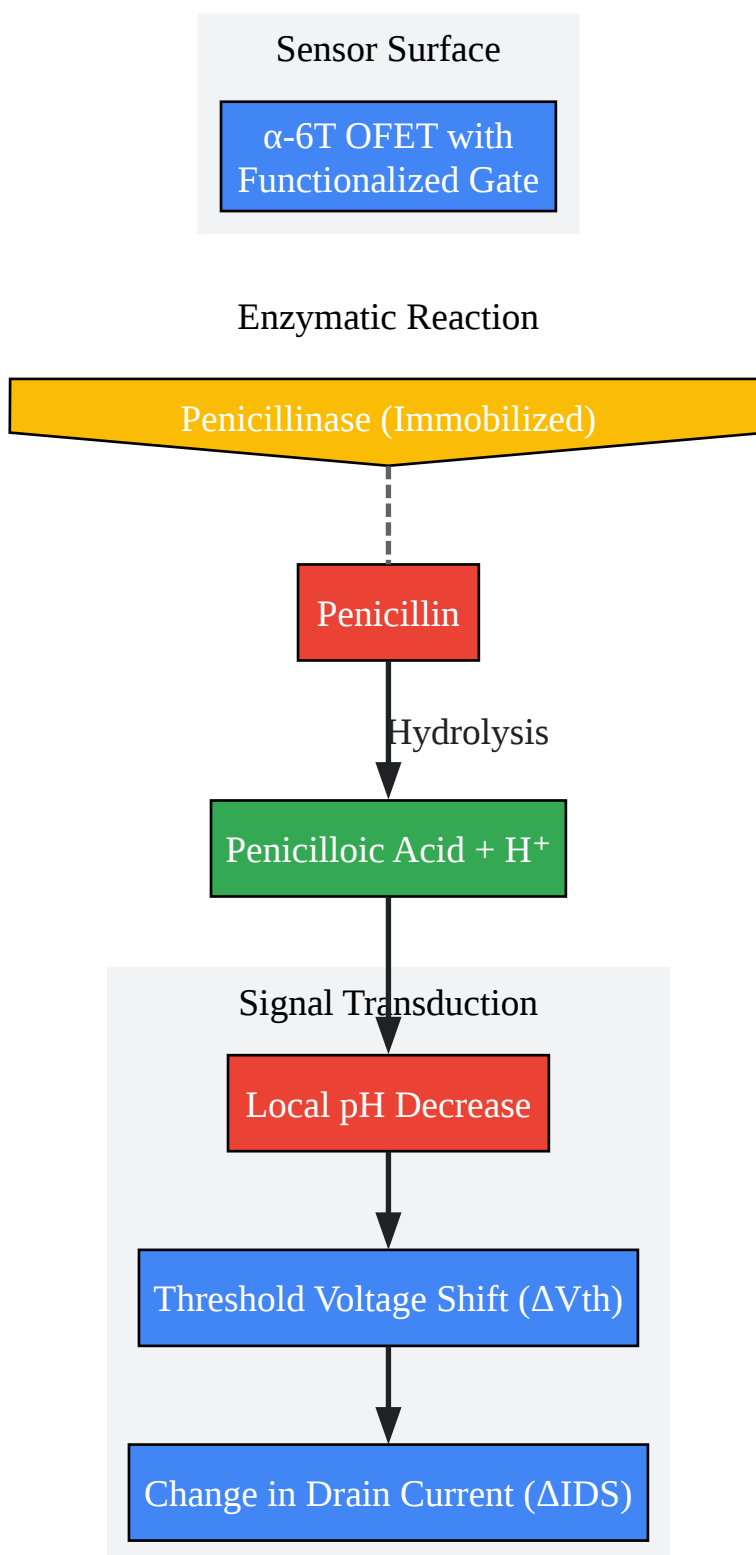 Sensor Surface
α-6T OFET with
Functionalized Gate
Enzymatic Reaction
Penicillinase (Immobilized)
Penicillin
Hydrolysis
Penicilloic Acid + H⁺
Signal Transduction
Local pH Decrease
Threshold Voltage Shift (ΔVth)
Change in Drain Current (ΔIDS)